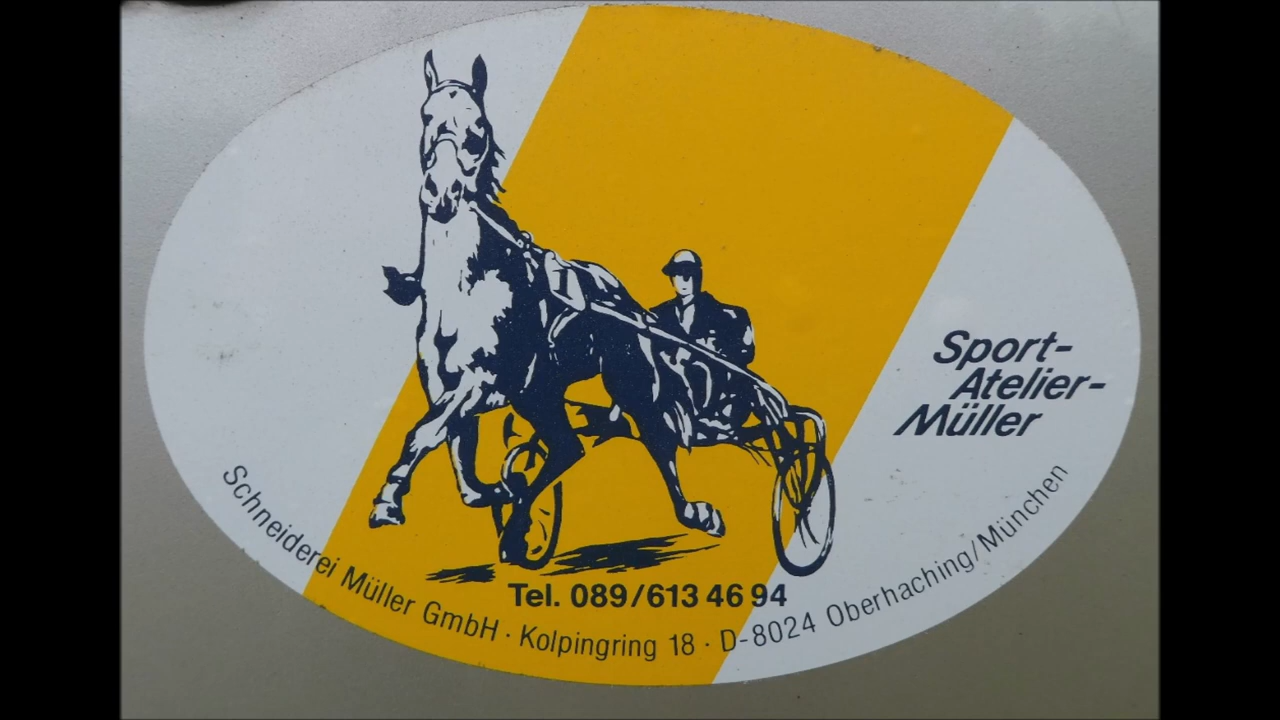 Sport-
Atelier-
Müller
Tel. 089/613 46 94
Schneiderei Müller GmbH · Kolpingring 18 · D-8024 Oberhaching/München